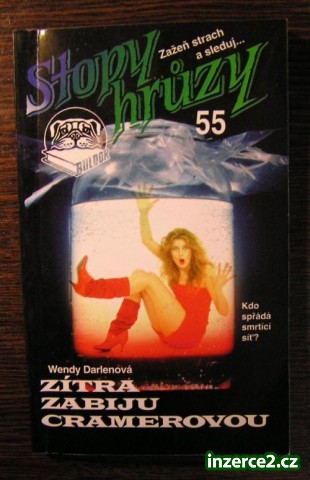 Stopy
hrůzy
Zažeň strach
a sleduj...
55
BULDOK
Kdo
spřádá
smrtící
síť?
Wendy Darlenová
ZÍTRA
ZABIJU
CRAMEROVOU
inzerce2.cz